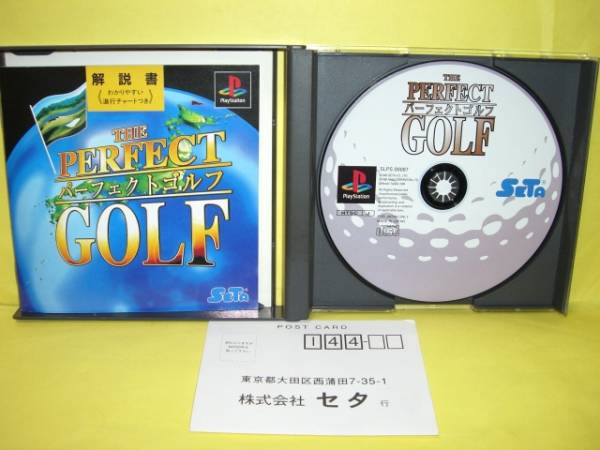 解説書
わかりやすい
進行チャートつき
PlayStation
THE
PERFECT
パーフェクトゴルフ
GOLF
SETA
THE
PERFECT
パーフェクトゴルフ
GOLF
PlayStation
NTSC J
SETA
POST CARD
144-
東京都大田区西蒲田7-35-1
株式会社 セタ 行